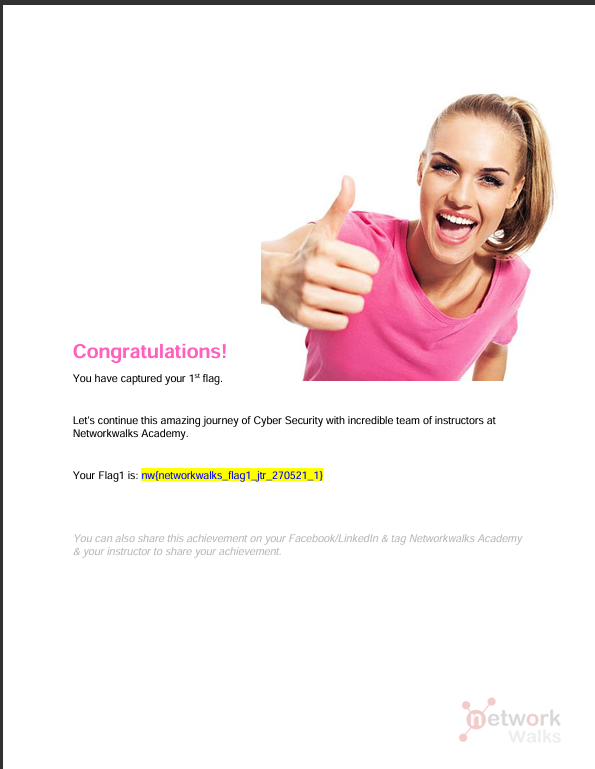 Congratulations!
You have captured your 1st flag.
Let's continue this amazing journey of Cyber Security with incredible team of instructors at
Networkwalks Academy.
Your Flag1 is: nw{networkwalks_flag1_jtr_270521_1}
You can also share this achievement on your Facebook/LinkedIn & tag Networkwalks Academy
& your instructor to share your achievement.
network
Walks